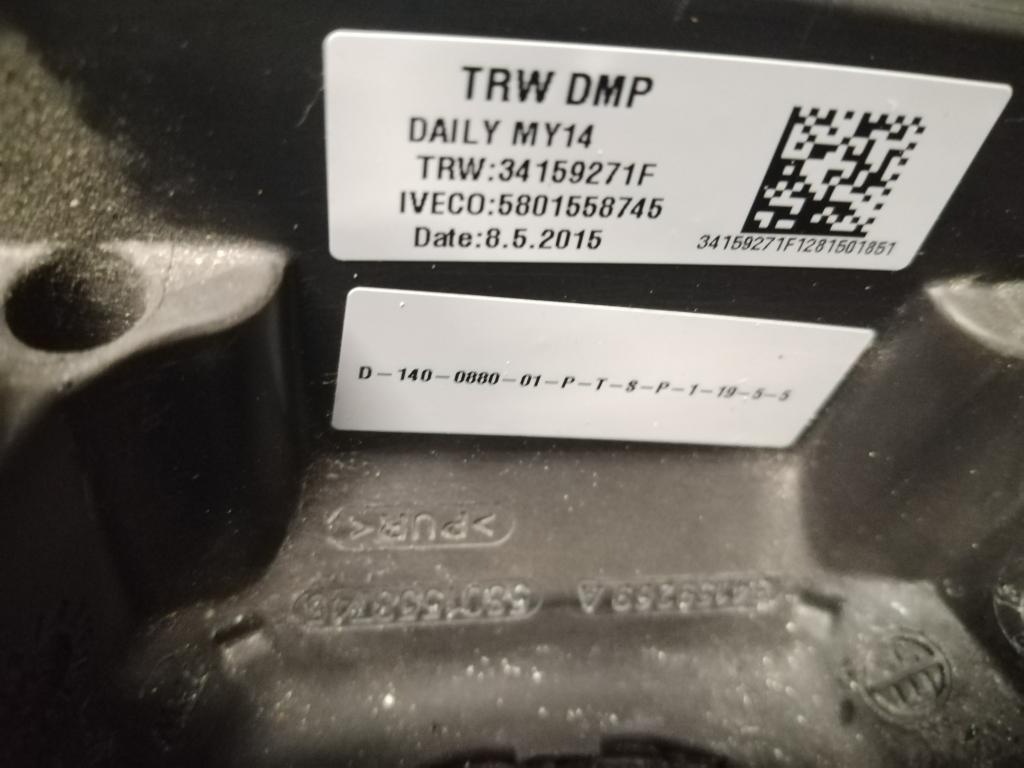 TRW DMP
DAILY MY14
TRW:34159271F
IVECO:5801558745
Date:8.5.2015
34159271F1281501851
D-140-0880-01-P-T-8-P-1-19-5-5
>PUR<